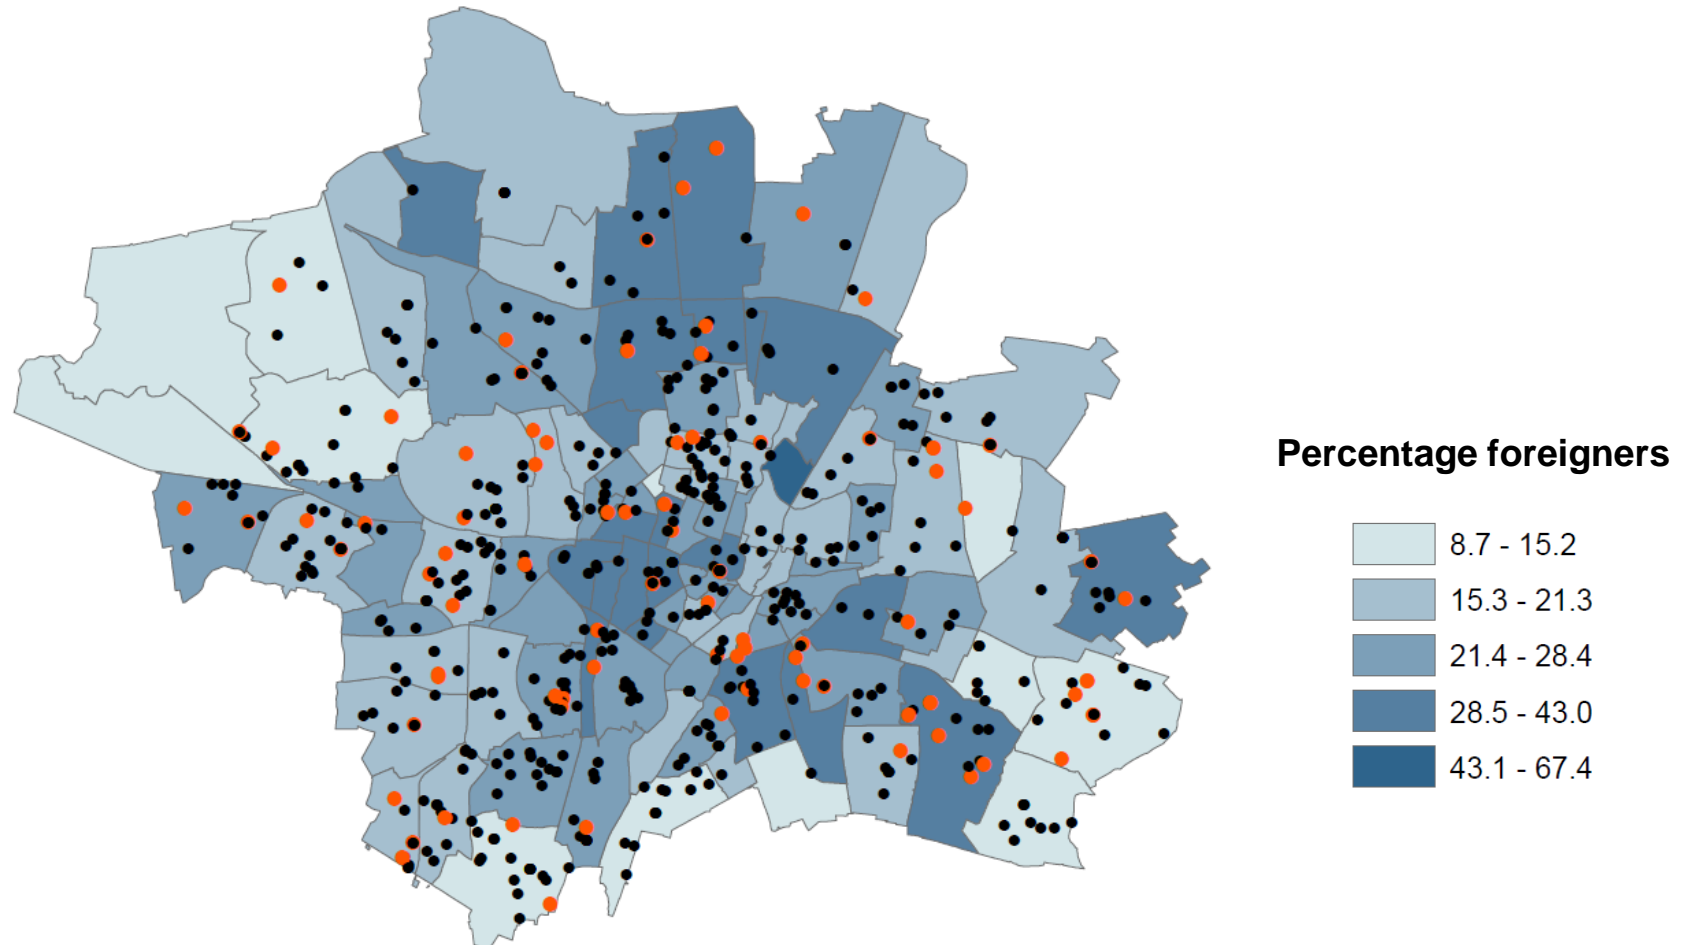 Percentage foreigners
8.7 - 15.2
15.3 - 21.3
21.4 - 28.4
28.5 - 43.0
43.1 - 67.4